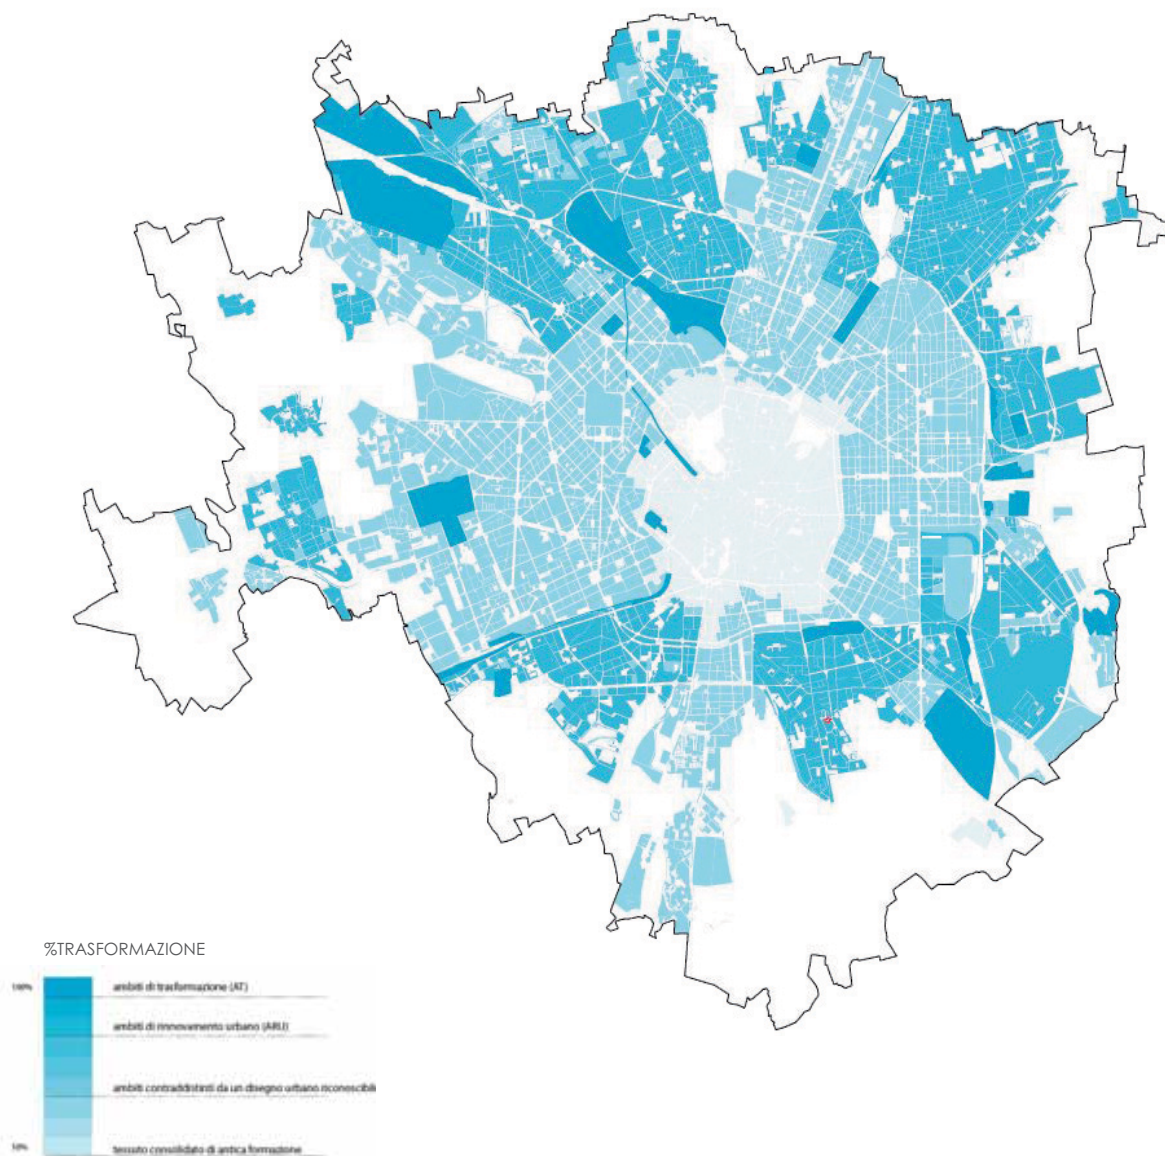 %TRASFORMAZIONE
100%
ambiti di trasformazione (AT)
ambiti di rinnovamento urbano (ARU)
ambiti contraddistinti da un disegno urbano riconoscibile
tessuto consolidato di antica formazione